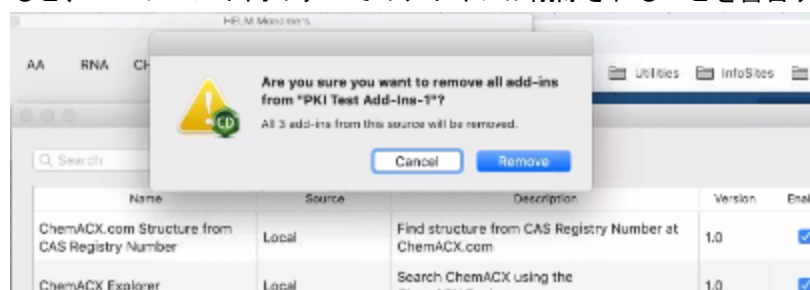 HELM Monomers
AA RNA CH
Are you sure you want to remove all add-ins
from "PKI Test Add-Ins-1"?
All 3 add-ins from this source will be removed.
Cancel Remove
Utilities InfoSites
Search
Name Source Description Version Enab
ChemACX.com Structure from
CAS Registry Number
Local
Find structure from CAS Registry Number at
ChemACX.com
1.0
ChemACX Explorer Local Search ChemACX using the 1.0